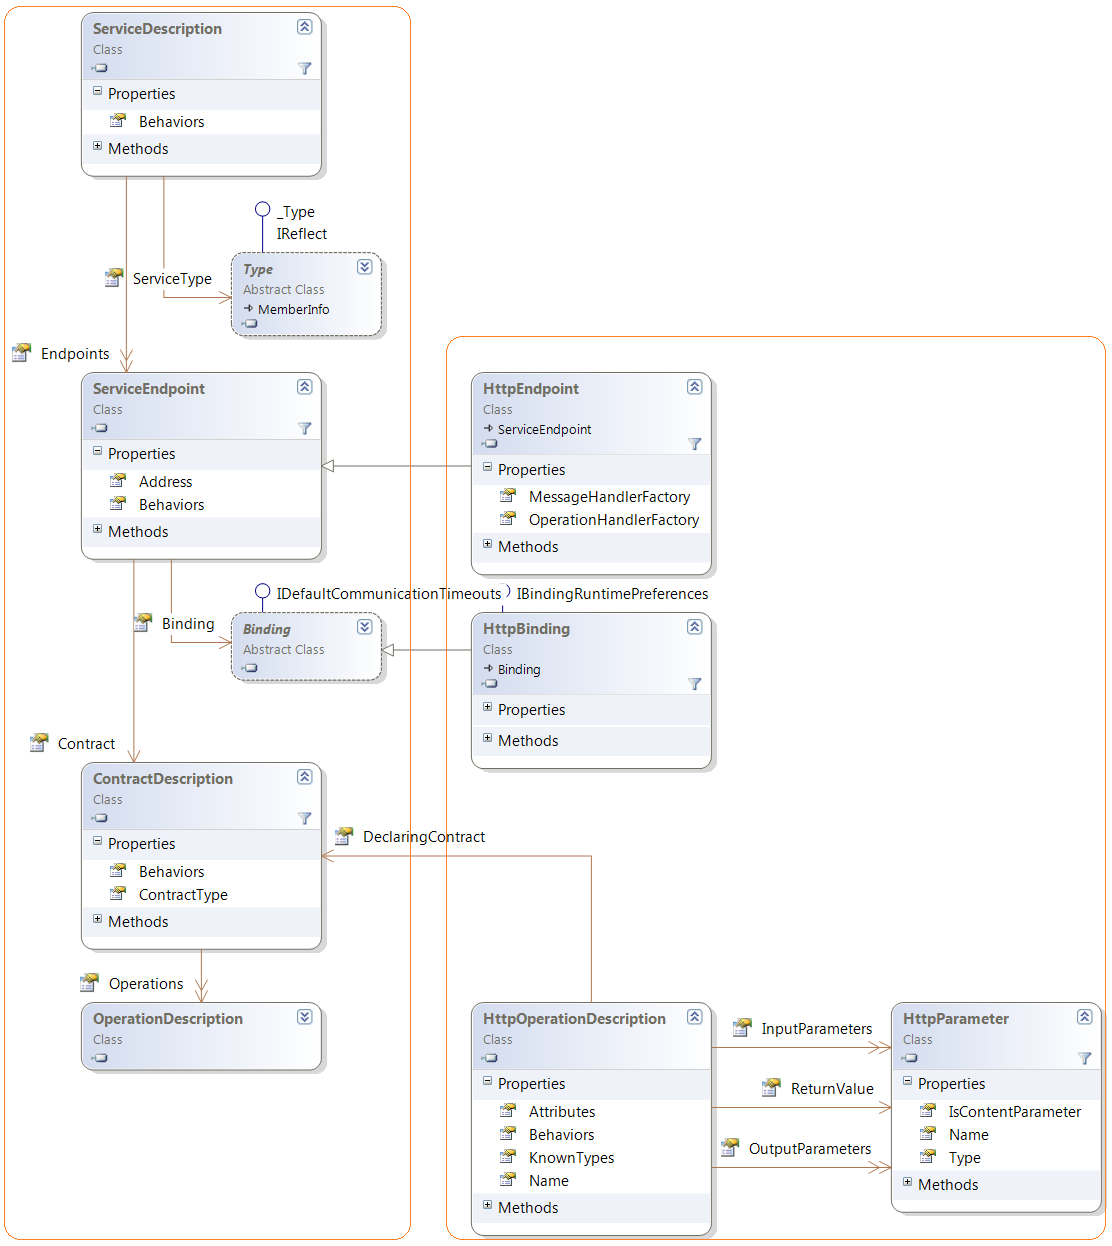 ServiceDescription
Class
Properties
Behaviors
Methods
_Type
IReflect
Type
Abstract Class
MemberInfo
ServiceType
Endpoints
ServiceEndpoint
Class
Properties
Address
Behaviors
Methods
HttpEndpoint
Class
ServiceEndpoint
Properties
MessageHandlerFactory
OperationHandlerFactory
Methods
IDefaultCommunicationTimeouts
IBindingRuntimePreferences
Binding
Binding
Abstract Class
HttpBinding
Class
Binding
Properties
Methods
Contract
ContractDescription
Class
Properties
Behaviors
ContractType
Methods
DeclaringContract
Operations
OperationDescription
Class
HttpOperationDescription
Class
Properties
Attributes
Behaviors
KnownTypes
Name
Methods
InputParameters
ReturnValue
OutputParameters
HttpParameter
Class
Properties
IsContentParameter
Name
Type
Methods